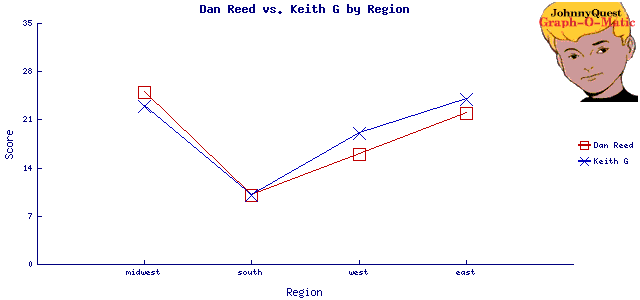 Dan Reed vs. Keith G by Region
JohnnyQuest
Graph-O-Matic
35
28
21
14
7
0
Score
midwest south west east
Region
Dan Reed
Keith G